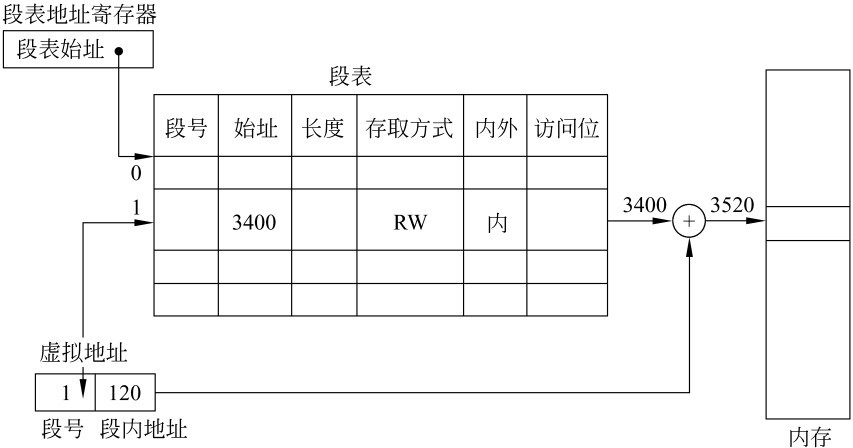 段表地址寄存器
段表始址
段表
段号 始址 长度 存取方式 内外 访问位
0
1
3400 RW 内
3400 + 3520
虚拟地址
1 120
段号 段内地址
内存